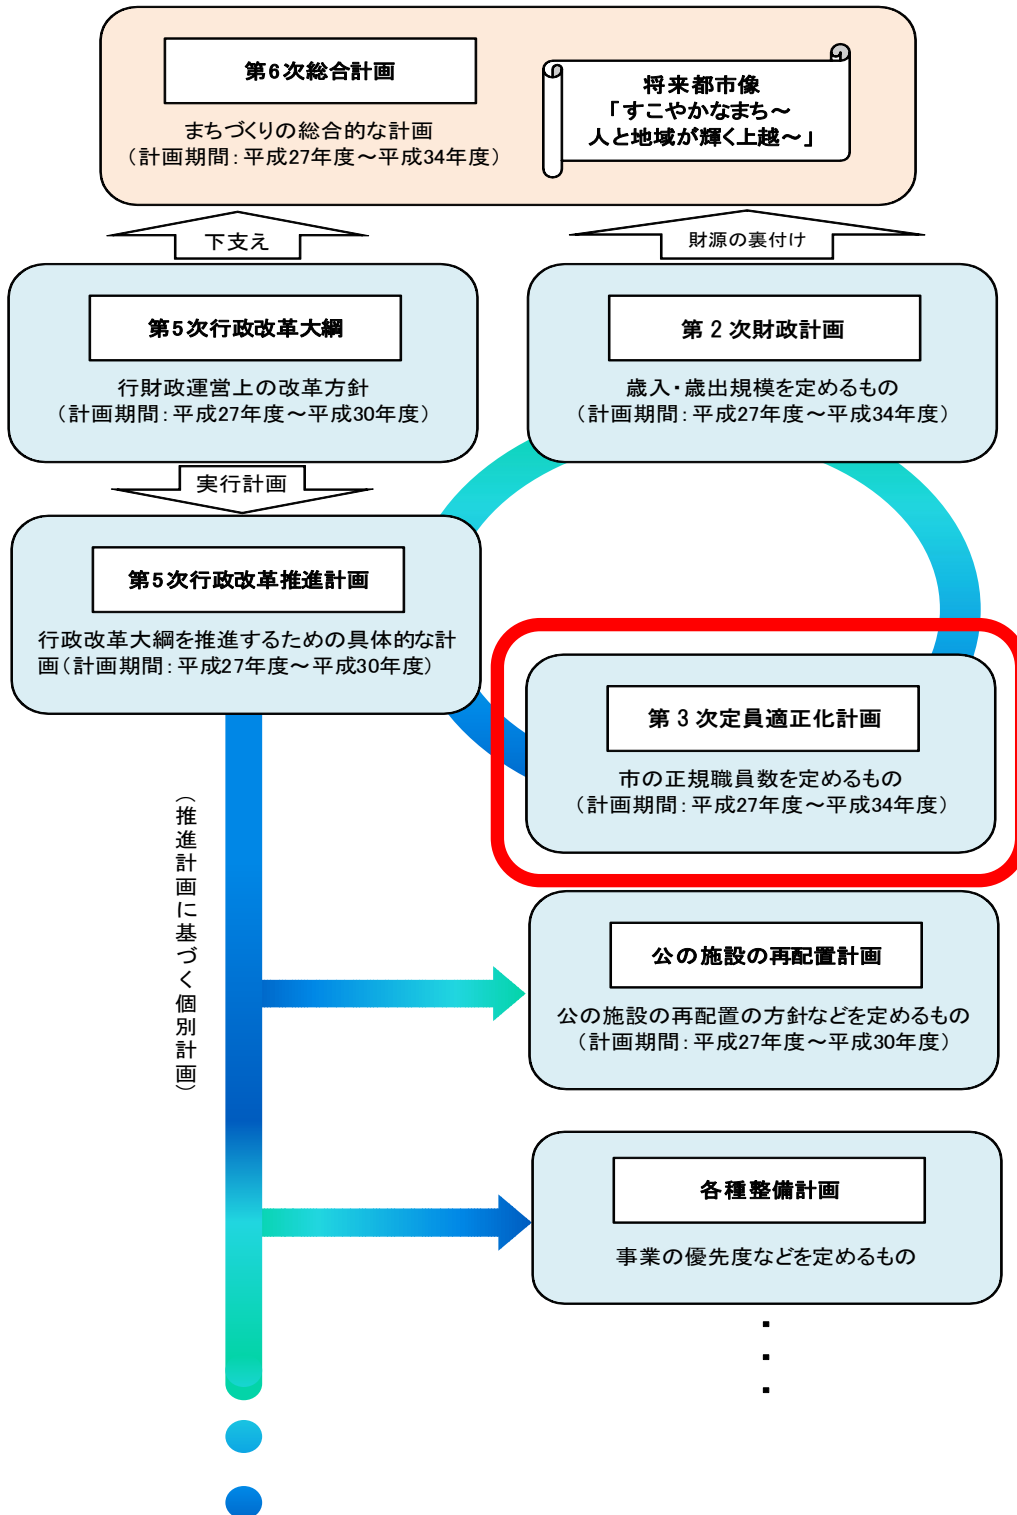 第6次総合計画
まちづくりの総合的な計画
（計画期間：平成27年度～平成34年度）
将来都市像
「すこやかなまち～
人と地域が輝く上越～」
下支え
財源の裏付け
第5次行政改革大綱
行財政運営上の改革方針
（計画期間：平成27年度～平成30年度）
第２次財政計画
歳入・歳出規模を定めるもの
（計画期間：平成27年度～平成34年度）
実行計画
第5次行政改革推進計画
行政改革大綱を推進するための具体的な計
画（計画期間：平成27年度～平成30年度）
第３次定員適正化計画
市の正規職員数を定めるもの
（計画期間：平成27年度～平成34年度）
（推進計画に基づく個別計画）
公の施設の再配置計画
公の施設の再配置の方針などを定めるもの
（計画期間：平成27年度～平成30年度）
各種整備計画
事業の優先度などを定めるもの